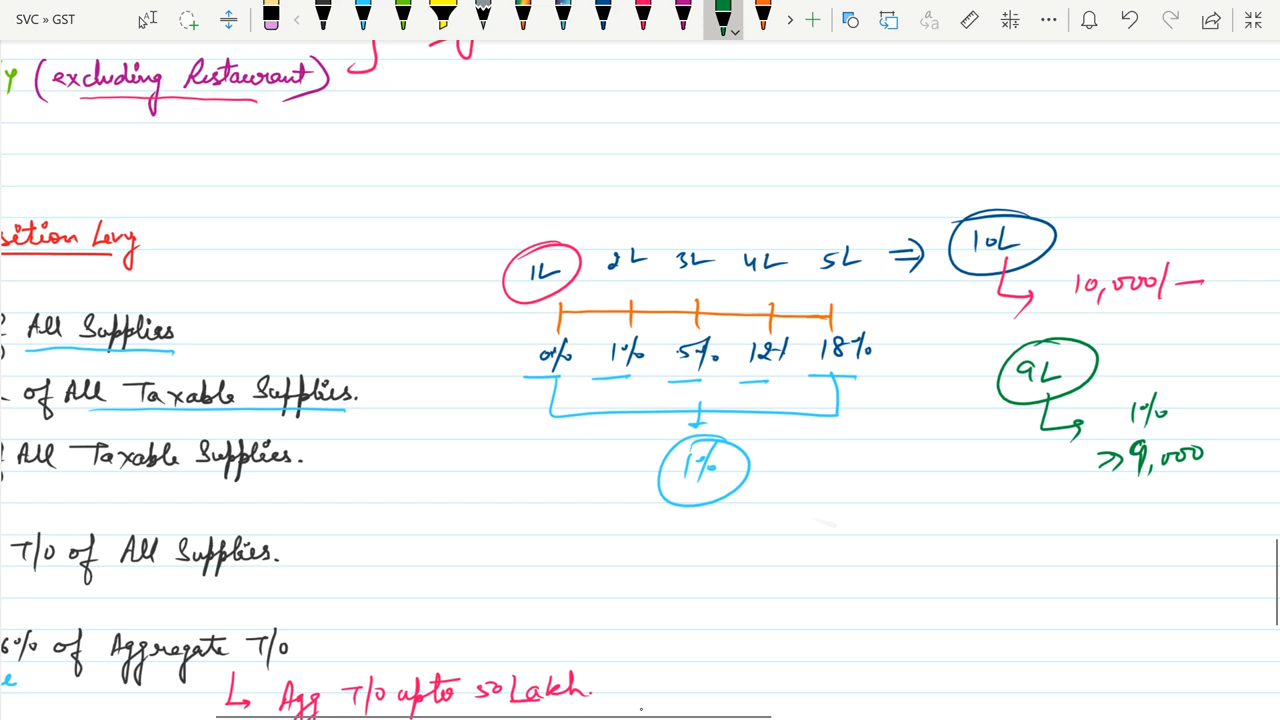 SVC » GST
(excluding Restaurant)
sition Levy
1L 2L 3L 4L 5L ⇒ 10L
10,000/-
All Supplies
0% 1% 5% 12% 18%
9L
of All Taxable Supplies.
1%
⇒ 9,000
All Taxable Supplies.
1%
T/O of All Supplies.
6% of Aggregate T/O
e
↳ Agg T/O upto 50 Lakh.